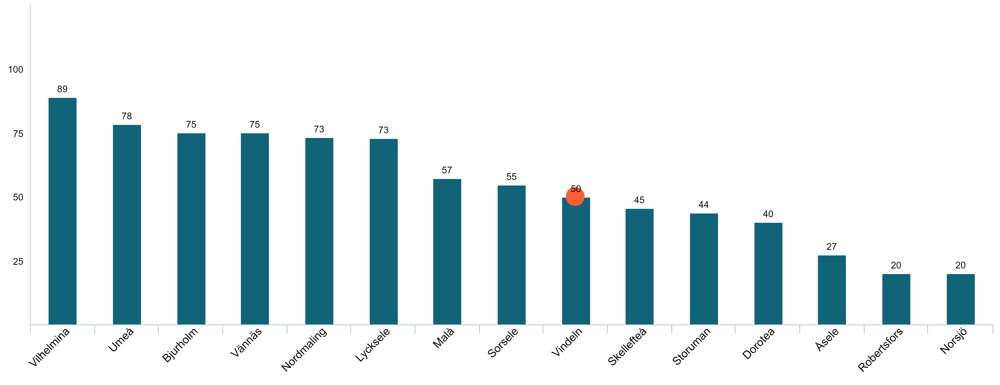 100
75
50
25
89
78
75
75
73
73
57
55
50
45
44
40
27
20
20
Vilhelmina
Umeå
Bjurholm
Vännäs
Nordmaling
Lycksele
Malå
Sorsele
Vindeln
Skellefteå
Storuman
Dorotea
Åsele
Robertsfors
Norsjö